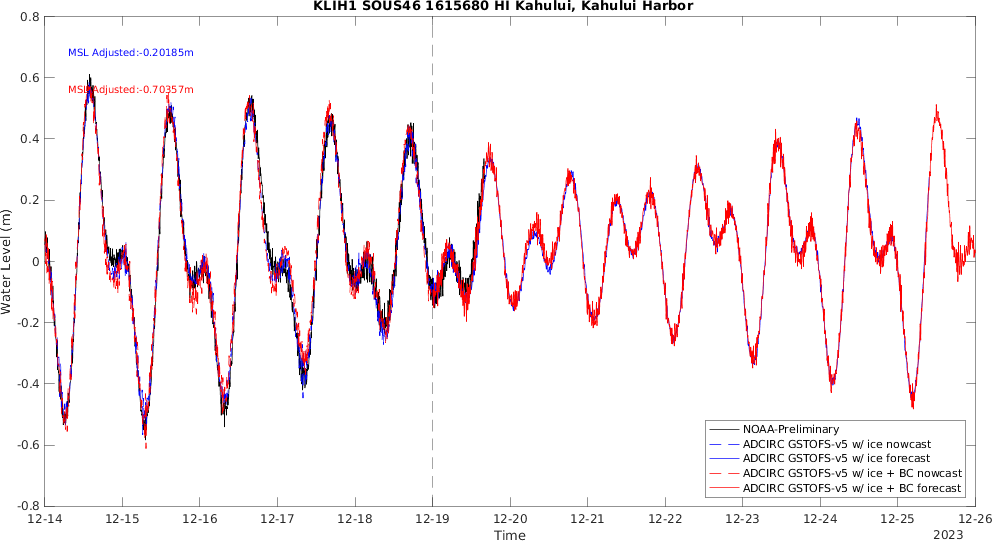 KLIH1 SOUS46 1615680 HI Kahului, Kahului Harbor
0.8
MSL Adjusted:-0.20185m
0.6
MSL Adjusted:-0.70357m
0.4
0.2
0
-0.2
-0.4
-0.6
-0.8
Water Level (m)
NOAA-Preliminary
ADCIRC GSTOFS-v5 w/ ice nowcast
ADCIRC GSTOFS-v5 w/ ice forecast
ADCIRC GSTOFS-v5 w/ ice + BC nowcast
ADCIRC GSTOFS-v5 w/ ice + BC forecast
12-14 12-15 12-16 12-17 12-18 12-19 12-20 12-21 12-22 12-23 12-24 12-25 12-26
Time
2023